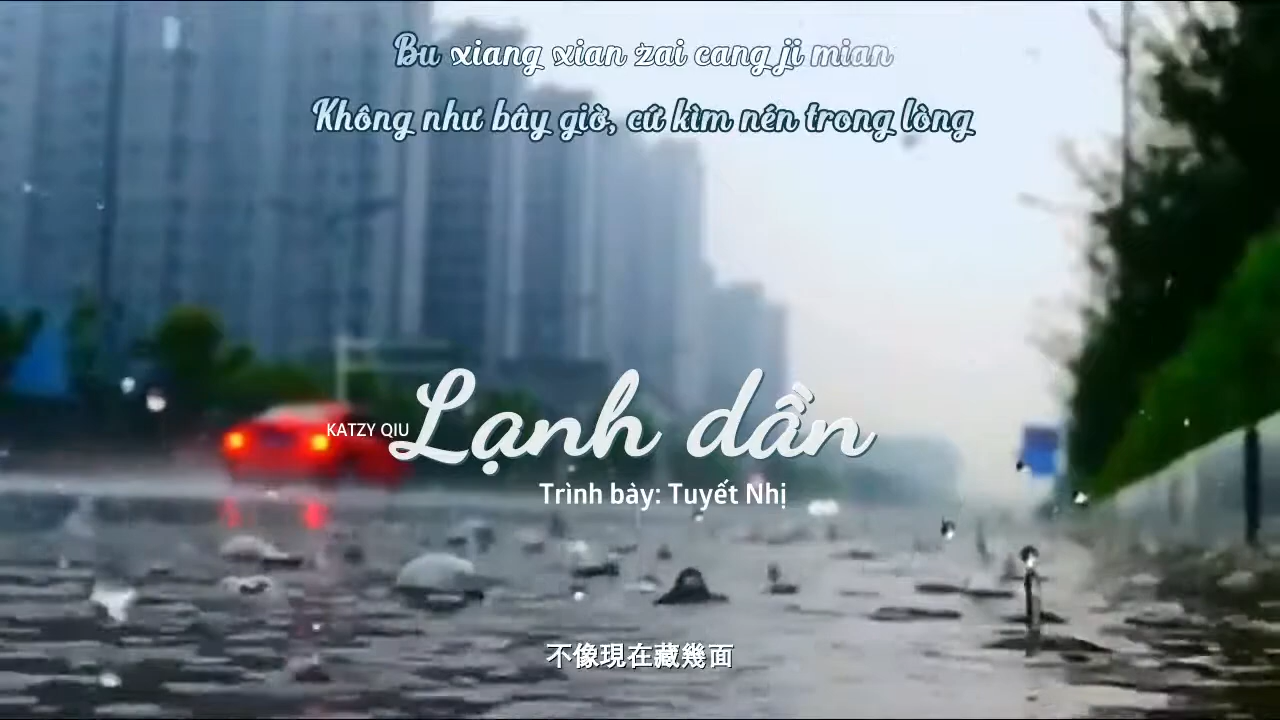 Bu xiang xian zai cang ji mian
Không như bây giờ, cứ kìm nén trong lòng
KATZY QIU
Lạnh dần
Trình bày: Tuyết Nhị
不像現在藏幾面